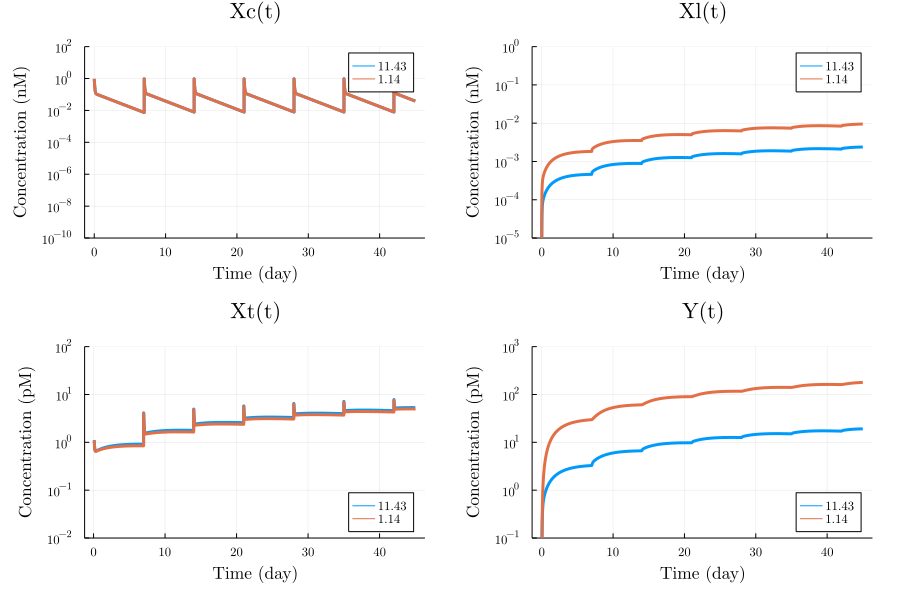 Xc(t)
Concentration (nM)
10²
10⁰
10⁻²
10⁻⁴
10⁻⁶
10⁻⁸
10⁻¹⁰
11.43
1.14
0 10 20 30 40
Time (day)
Xl(t)
Concentration (nM)
10⁰
10⁻¹
10⁻²
10⁻³
10⁻⁴
10⁻⁵
11.43
1.14
0 10 20 30 40
Time (day)
Xt(t)
Concentration (pM)
10²
10¹
10⁰
10⁻¹
10⁻²
11.43
1.14
0 10 20 30 40
Time (day)
Y(t)
Concentration (pM)
10³
10²
10¹
10⁰
10⁻¹
11.43
1.14
0 10 20 30 40
Time (day)